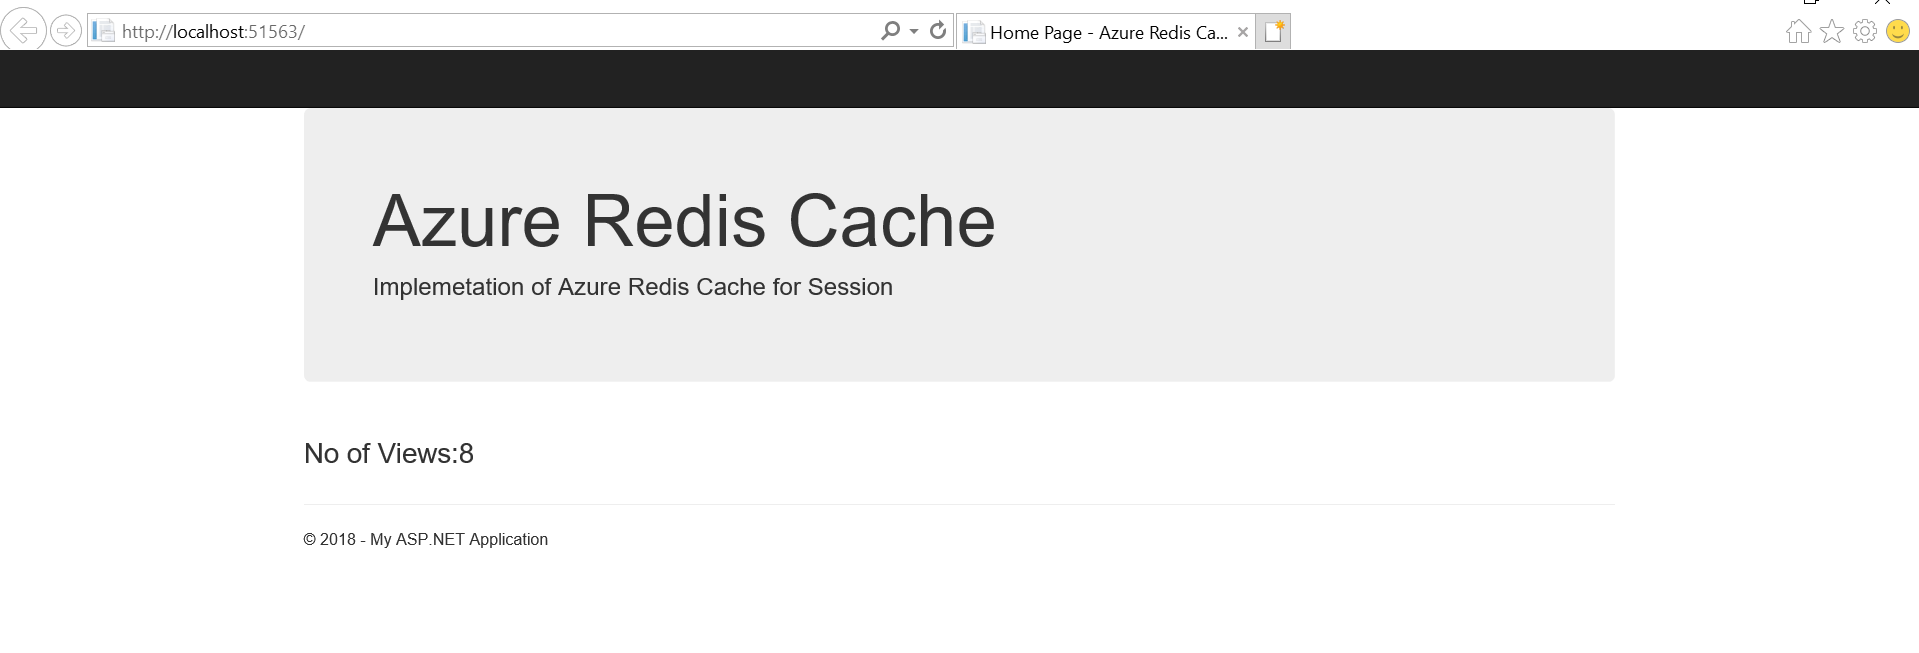 http://localhost:51563/
Home Page - Azure Redis Ca...
Azure Redis Cache
Implemetation of Azure Redis Cache for Session
No of Views:8
© 2018 - My ASP.NET Application